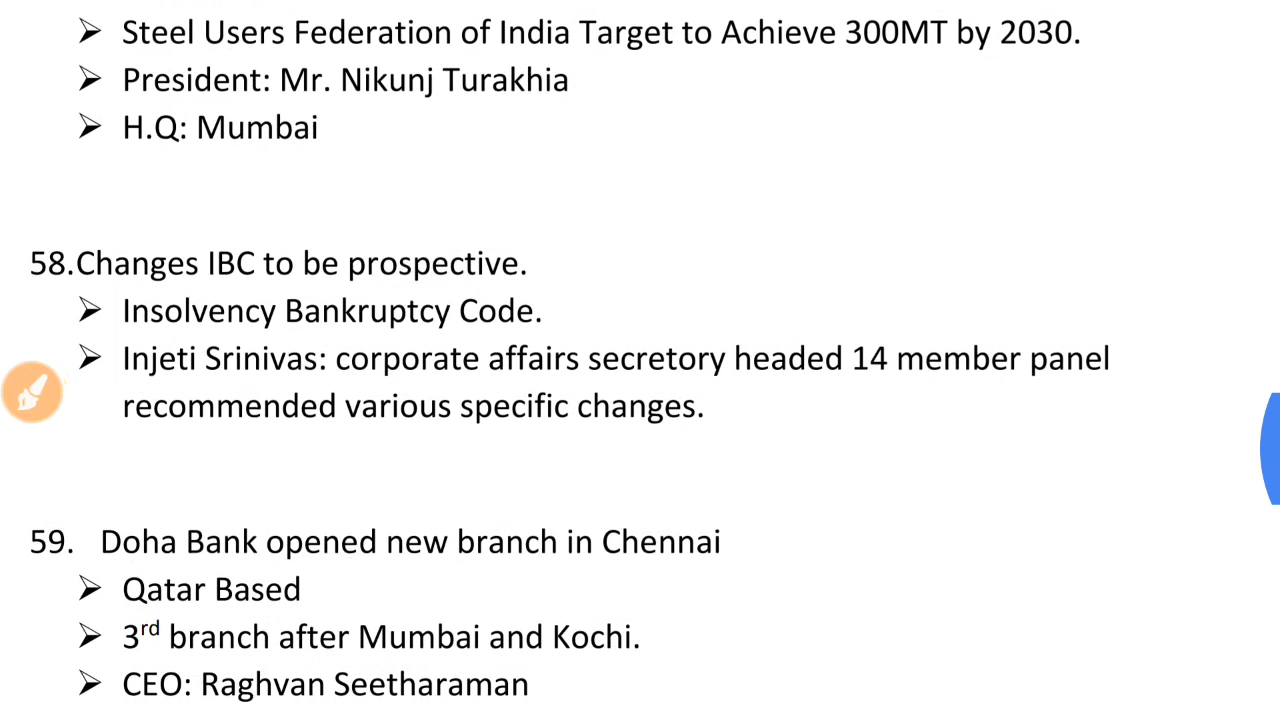 ➢ Steel Users Federation of India Target to Achieve 300MT by 2030.
➢ President: Mr. Nikunj Turakhia
➢ H.Q: Mumbai
58.Changes IBC to be prospective.
➢ Insolvency Bankruptcy Code.
➢ Injeti Srinivas: corporate affairs secretory headed 14 member panel
recommended various specific changes.
59. Doha Bank opened new branch in Chennai
➢ Qatar Based
➢ 3rd branch after Mumbai and Kochi.
➢ CEO: Raghvan Seetharaman